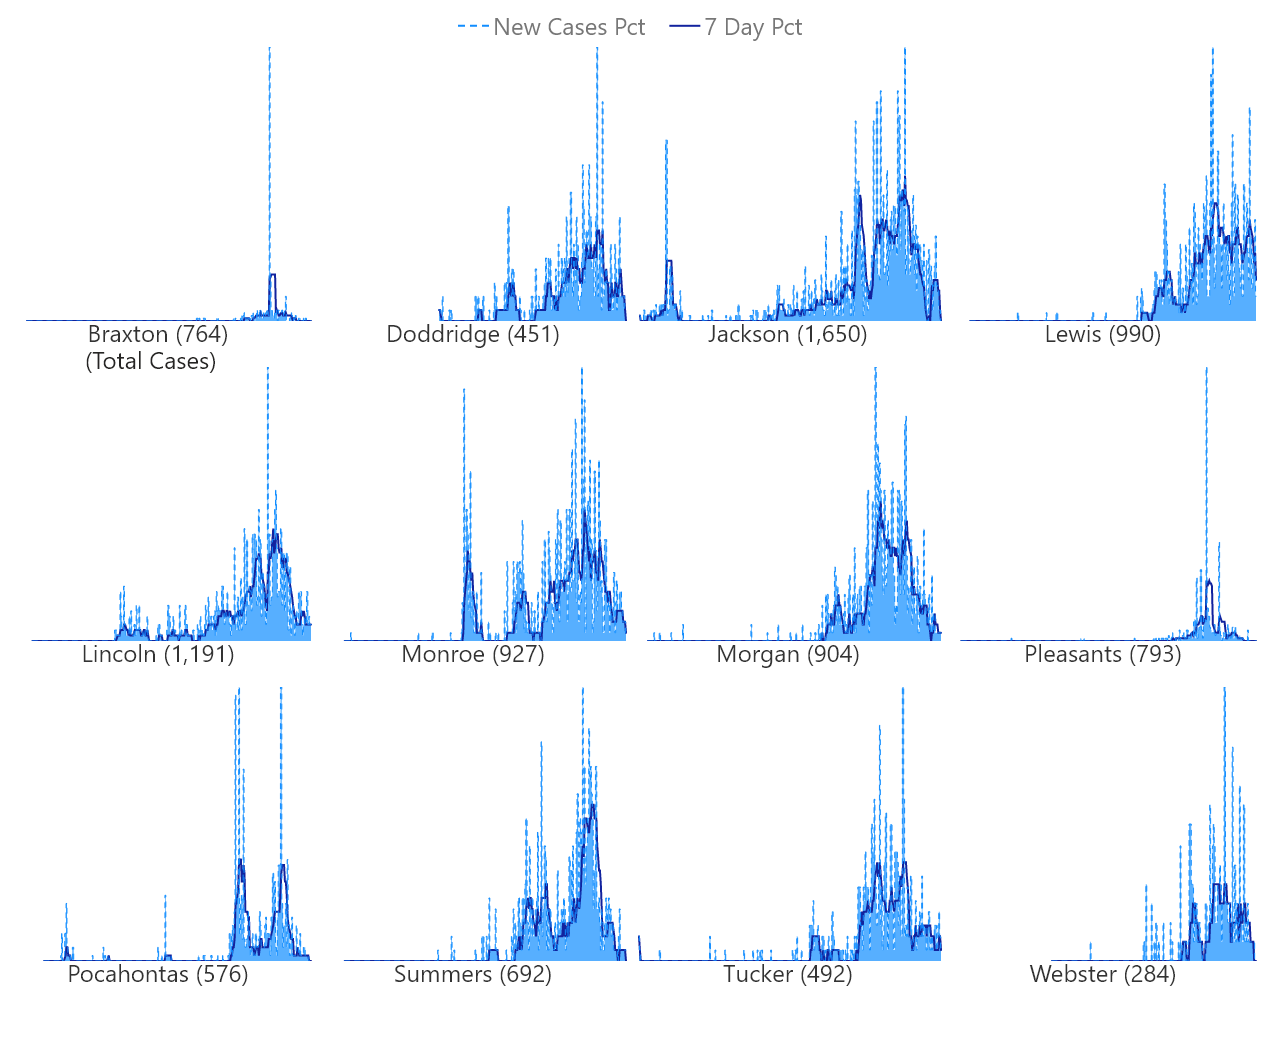 New Cases Pct 7 Day Pct
Braxton (764) Doddridge (451) Jackson (1,650) Lewis (990)
(Total Cases)
Lincoln (1,191) Monroe (927) Morgan (904) Pleasants (793)
Pocahontas (576) Summers (692) Tucker (492) Webster (284)